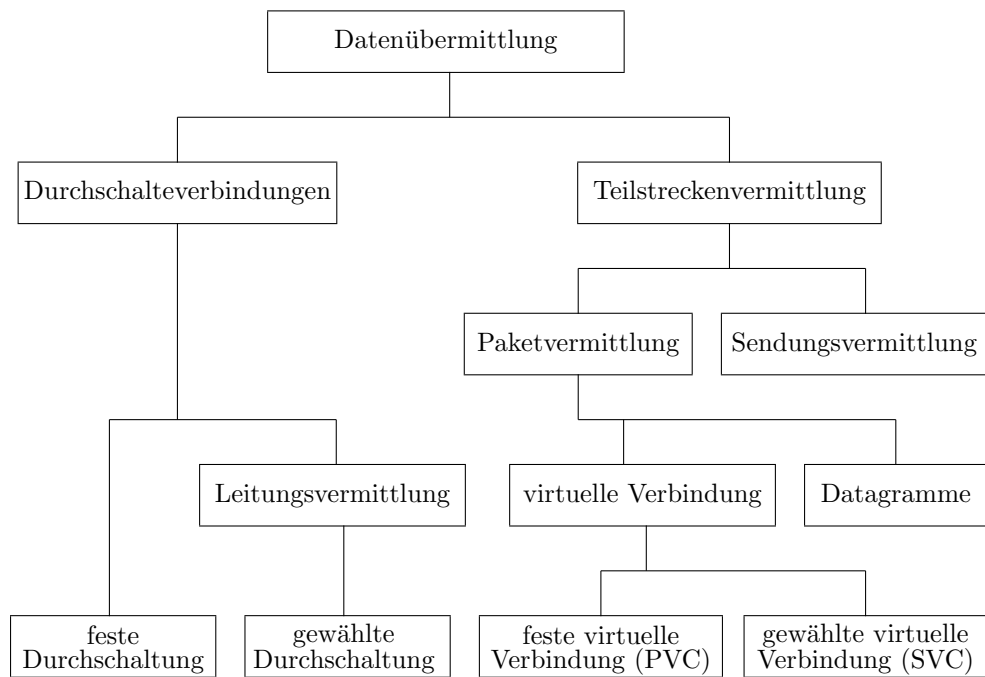 Datenübermittlung
Durchschalteverbindungen
Teilstreckenvermittlung
Paketvermittlung
Sendungsvermittlung
Leitungsvermittlung
virtuelle Verbindung
Datagramme
feste
Durchschaltung
gewählte
Durchschaltung
feste virtuelle
Verbindung (PVC)
gewählte virtuelle
Verbindung (SVC)